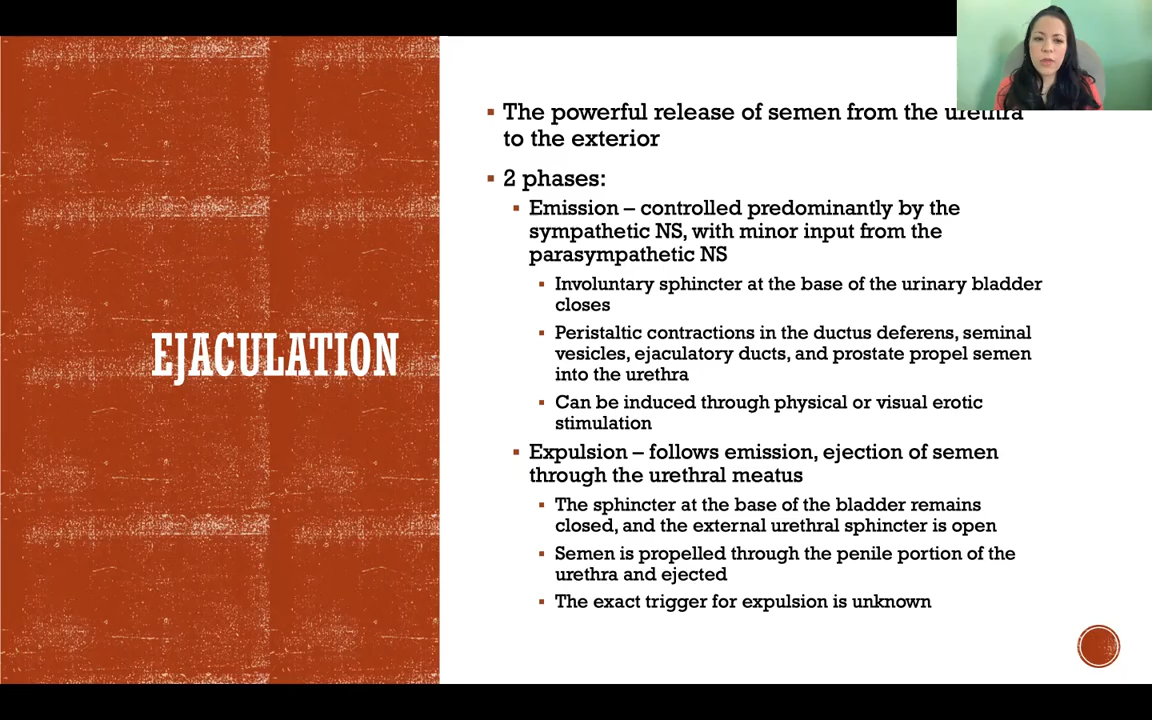 EJACULATION
The powerful release of semen from the urethra
to the exterior
2 phases:
Emission – controlled predominantly by the
sympathetic NS, with minor input from the
parasympathetic NS
Involuntary sphincter at the base of the urinary bladder
closes
Peristaltic contractions in the ductus deferens, seminal
vesicles, ejaculatory ducts, and prostate propel semen
into the urethra
Can be induced through physical or visual erotic
stimulation
Expulsion – follows emission, ejection of semen
through the urethral meatus
The sphincter at the base of the bladder remains
closed, and the external urethral sphincter is open
Semen is propelled through the penile portion of the
urethra and ejected
The exact trigger for expulsion is unknown